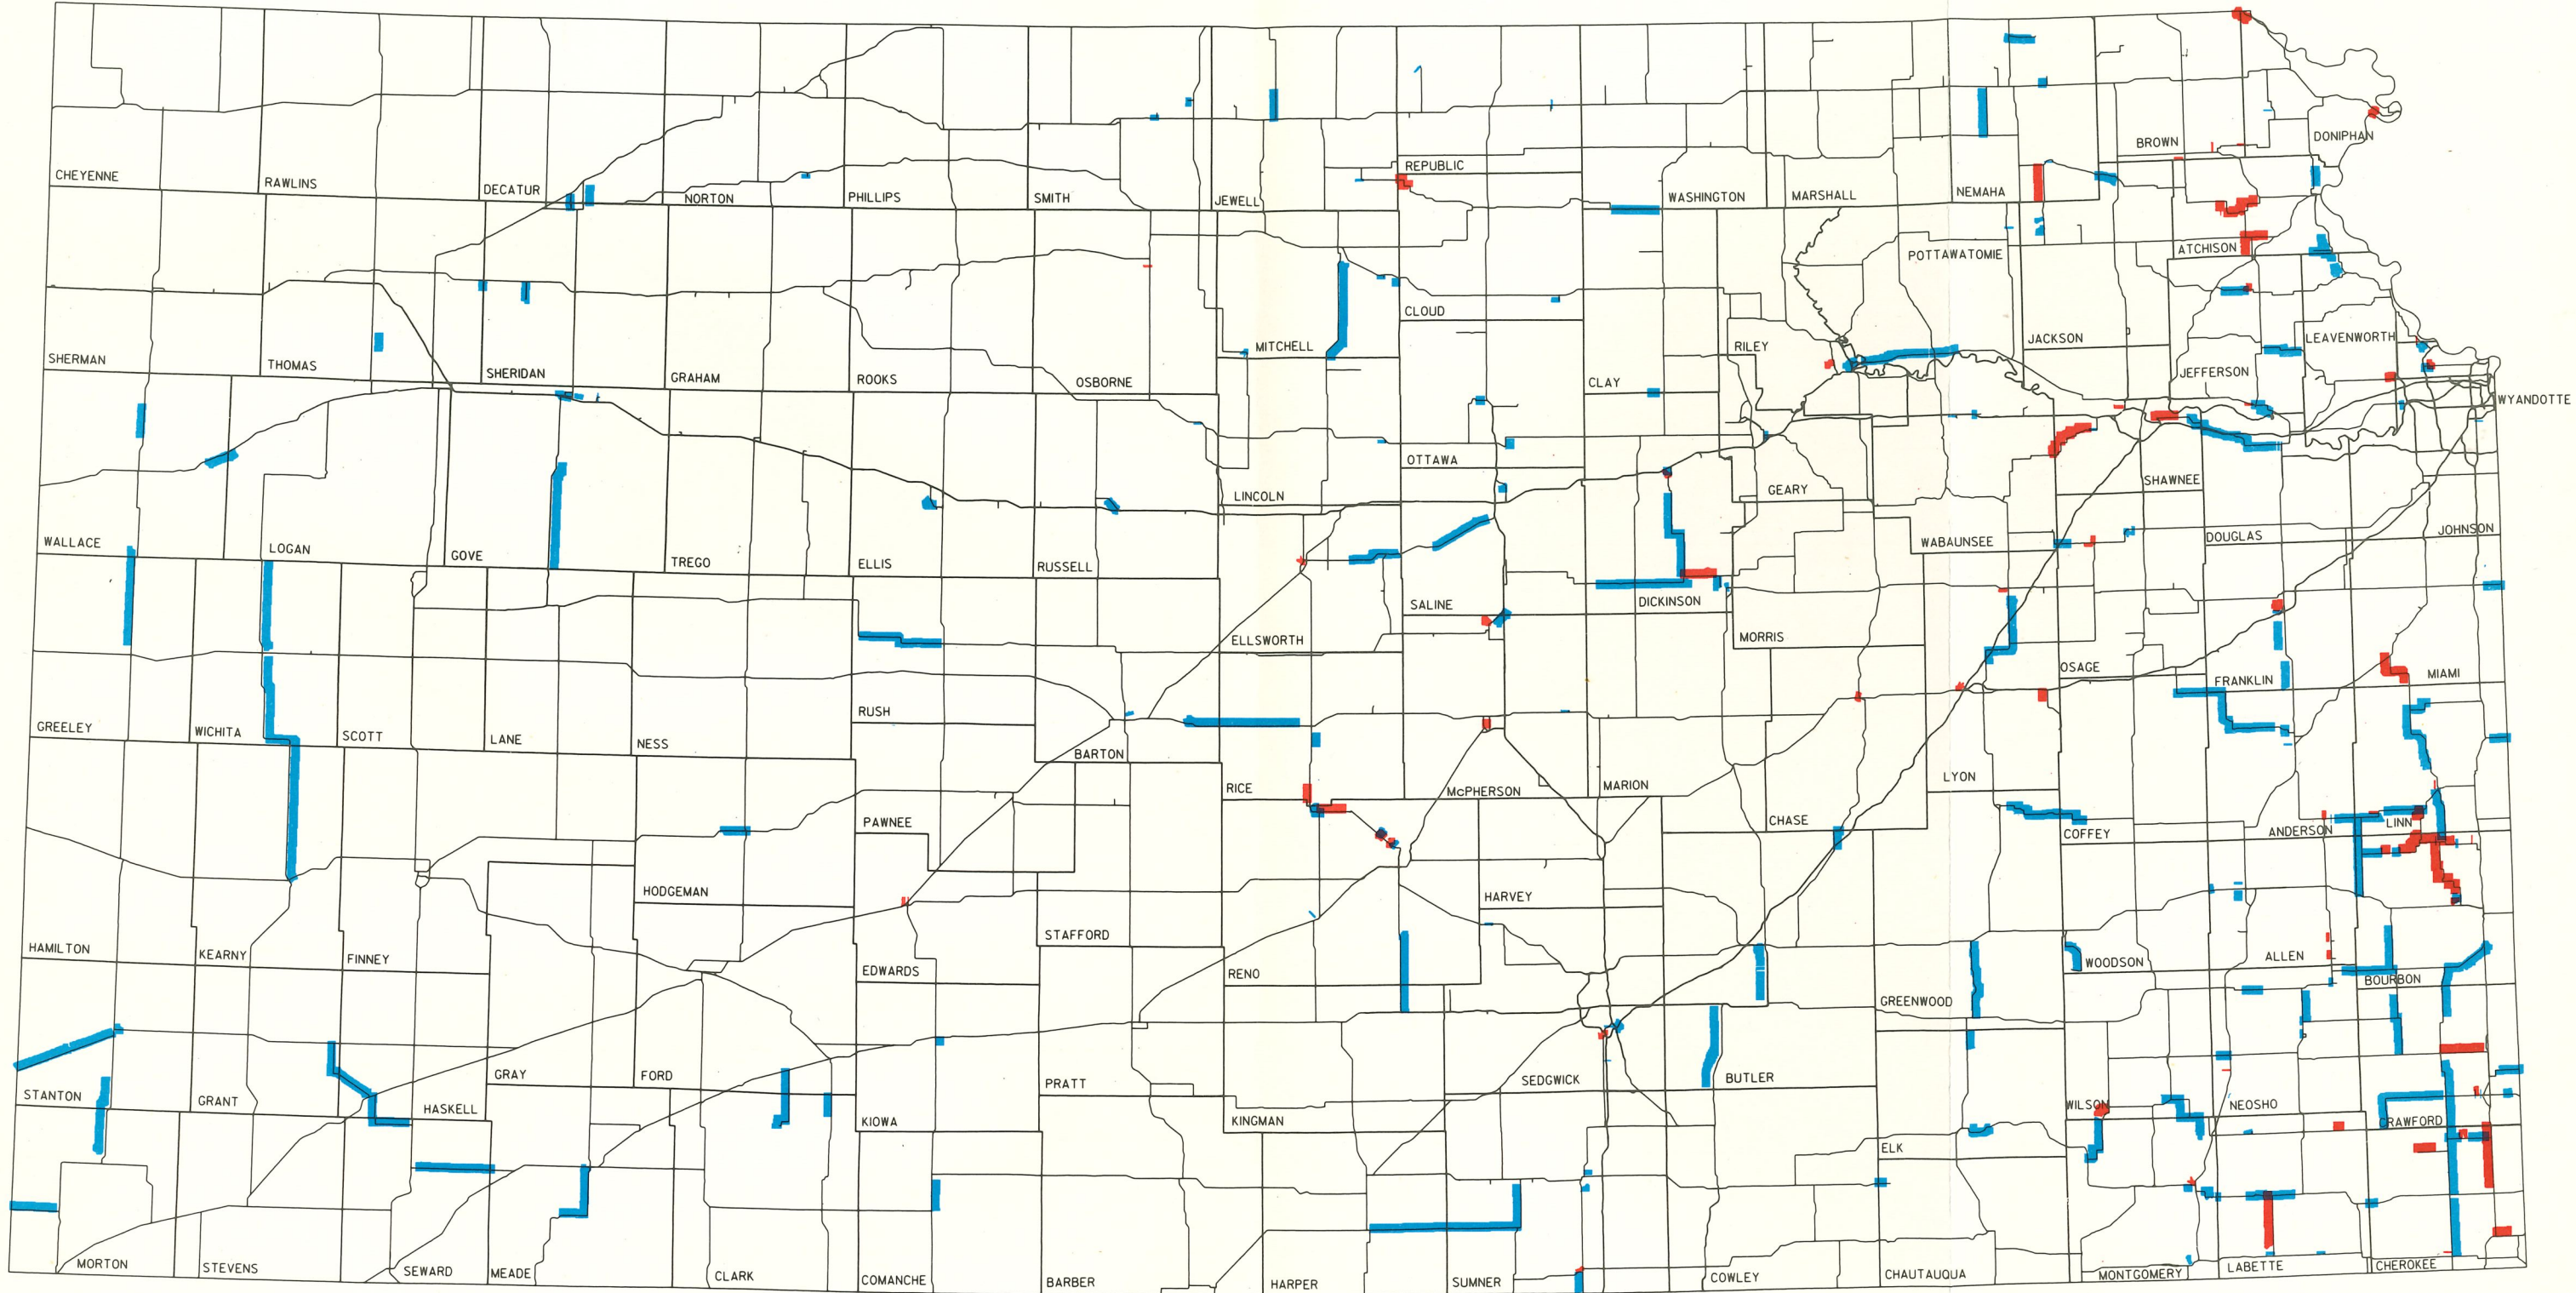 CHEYENNE
RAWLINS
DECATUR
NORTON
PHILLIPS
SMITH
JEWELL
REPUBLIC
WASHINGTON
MARSHALL
NEMAHA
BROWN
DONIPHAN
SHERMAN
THOMAS
SHERIDAN
GRAHAM
ROOKS
OSBORNE
MITCHELL
CLOUD
CLAY
RILEY
POTTAWATOMIE
JACKSON
ATCHISON
JEFFERSON
LEAVENWORTH
WYANDOTTE
WALLACE
LOGAN
GOVE
TREGO
ELLIS
RUSSELL
LINCOLN
OTTAWA
SALINE
DICKINSON
GEARY
WABAUNSEE
SHAWNEE
DOUGLAS
JOHNSON
GREELEY
WICHITA
SCOTT
LANE
NESS
RUSH
BARTON
ELLSWORTH
RICE
McPHERSON
MARION
MORRIS
CHASE
LYON
OSAGE
FRANKLIN
MIAMI
HAMILTON
KEARNY
FINNEY
HODGEMAN
PAWNEE
EDWARDS
STAFFORD
RENO
HARVEY
GREENWOOD
COFFEY
ANDERSON
LINN
WOODSON
ALLEN
BOURBON
STANTON
GRANT
HASKELL
GRAY
FORD
KIOWA
PRATT
KINGMAN
SEDGWICK
BUTLER
ELK
WILSON
NEOSHO
CRAWFORD
MORTON
STEVENS
SEWARD
MEADE
CLARK
COMANCHE
BARBER
HARPER
SUMNER
COWLEY
CHAUTAUQUA
MONTGOMERY
LABETTE
CHEROKEE